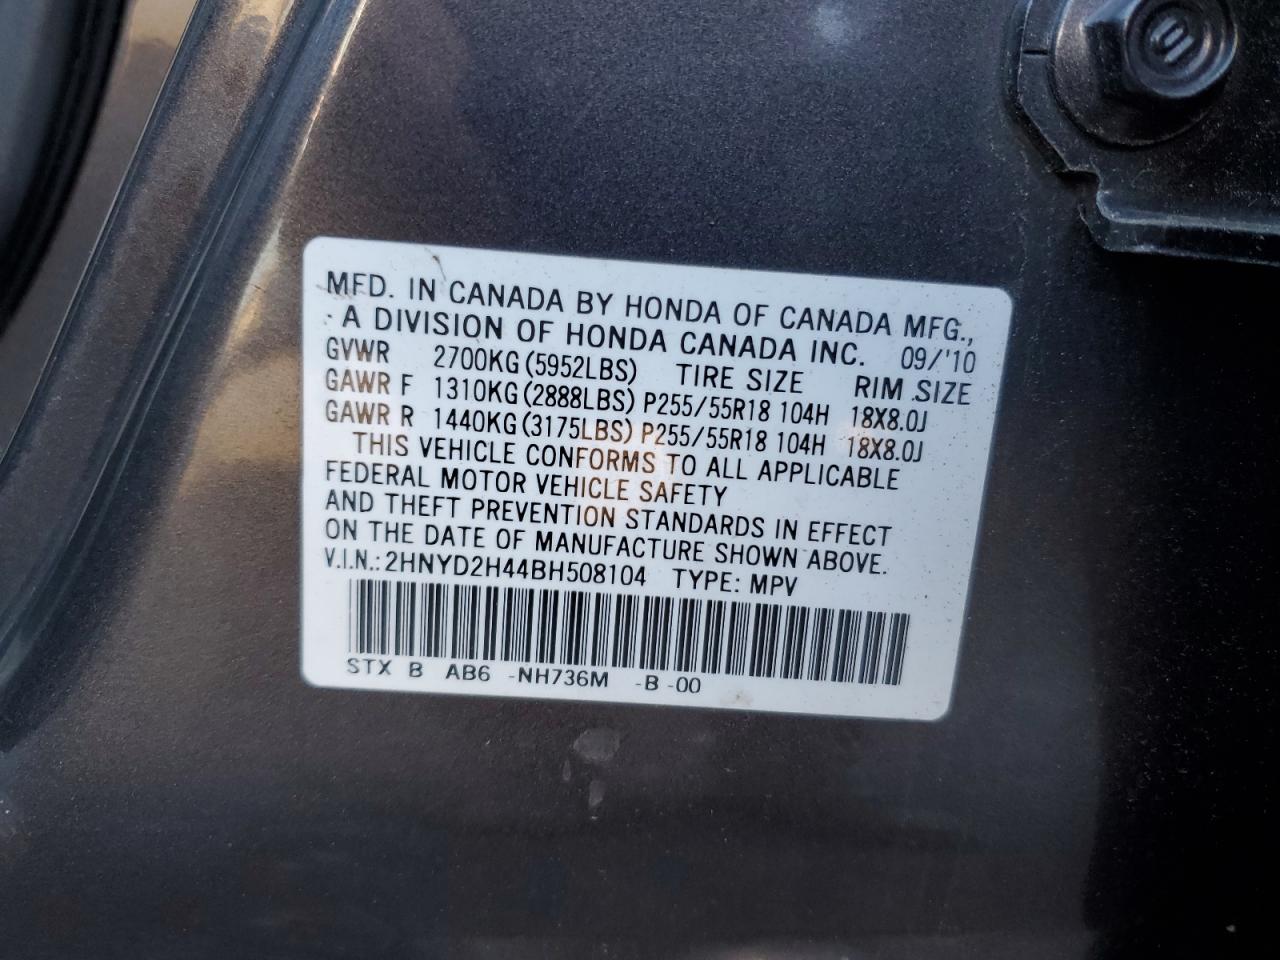 MFD. IN CANADA BY HONDA OF CANADA MFG.,
A DIVISION OF HONDA CANADA INC. 09/'10
GVWR 2700KG (5952LBS) TIRE SIZE RIM SIZE
GAWR F 1310KG (2888LBS) P255/55R18 104H 18X8.0J
GAWR R 1440KG (3175LBS) P255/55R18 104H 18X8.0J
THIS VEHICLE CONFORMS TO ALL APPLICABLE
FEDERAL MOTOR VEHICLE SAFETY
AND THEFT PREVENTION STANDARDS IN EFFECT
ON THE DATE OF MANUFACTURE SHOWN ABOVE.
V.I.N.: 2HNYD2H44BH508104 TYPE: MPV
STX B AB6 -NH736M -B -00